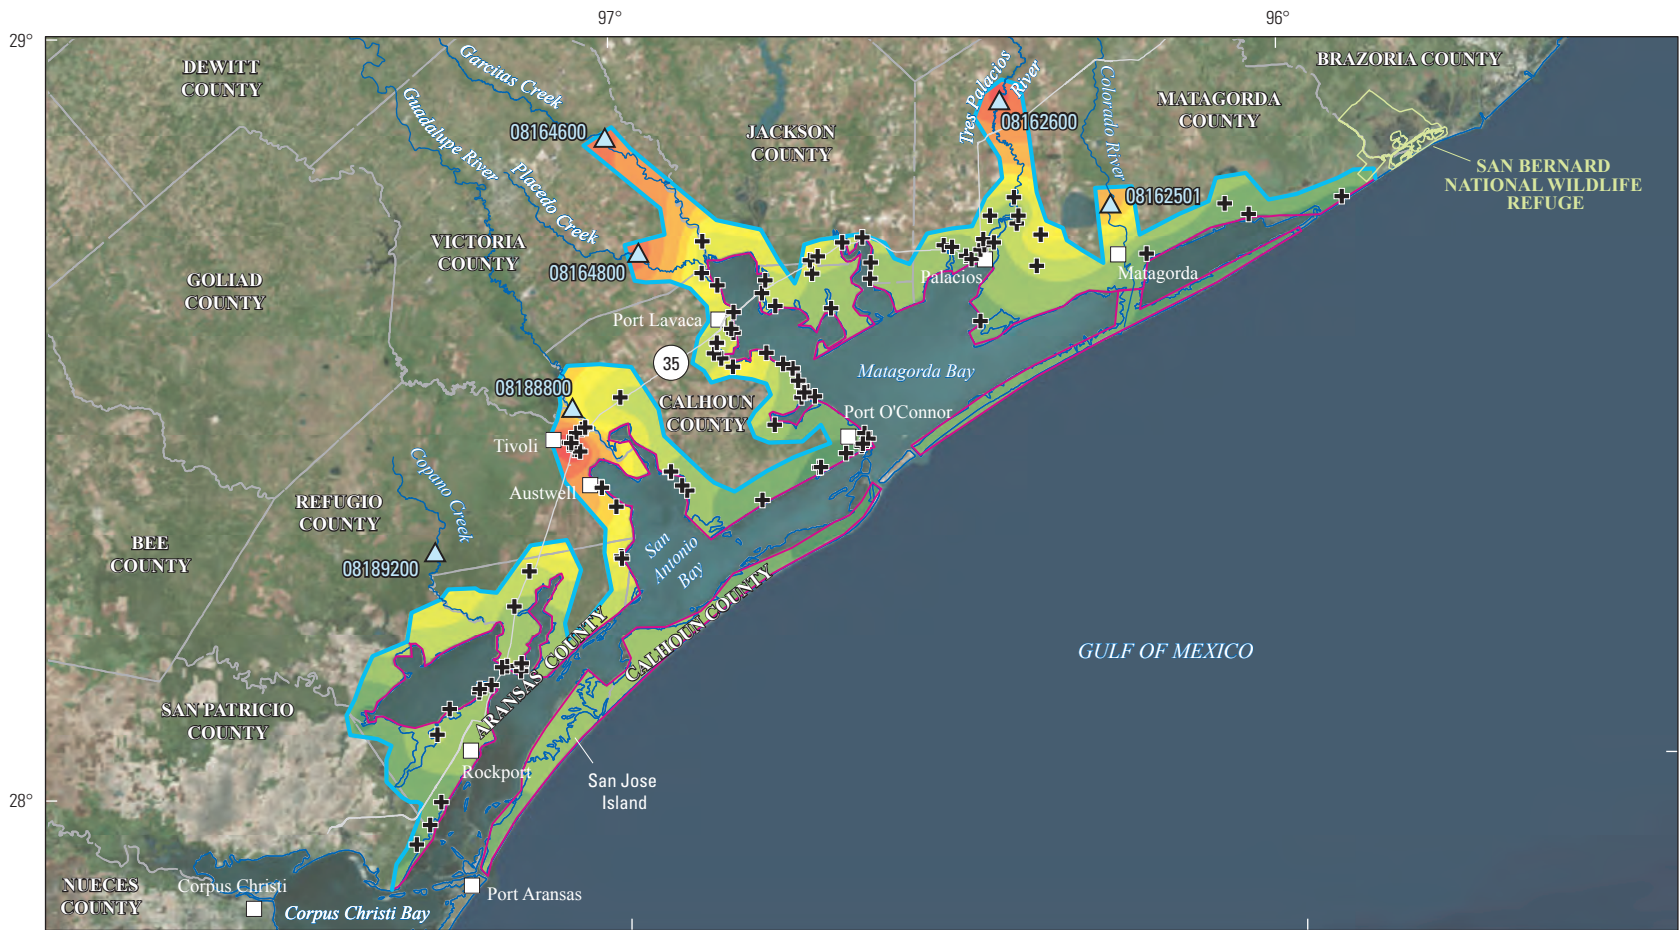 97°
96°
29°
DEWITT
COUNTY
Garcitas Creek
Guadalupe River
Placedo Creek
08164600
JACKSON
COUNTY
Tres Palacios
River
08162600
Colorado River
MATAGORDA
COUNTY
BRAZORIA COUNTY
SAN BERNARD
NATIONAL WILDLIFE
REFUGE
08162501
VICTORIA
COUNTY
08164800
GOLIAD
COUNTY
Palacios
Matagorda
Port Lavaca
35
Matagorda Bay
08188800
CALHOUN
COUNTY
Port O'Connor
Tivoli
Copano Creek
Austwell
REFUGIO
COUNTY
BEE
COUNTY
San
Antonio
Bay
08189200
ARANSAS COUNTY
CALHOUN COUNTY
GULF OF MEXICO
SAN PATRICIO
COUNTY
Rockport
San Jose
Island
28°
NUECES
COUNTY
Corpus Christi
Port Aransas
Corpus Christi Bay